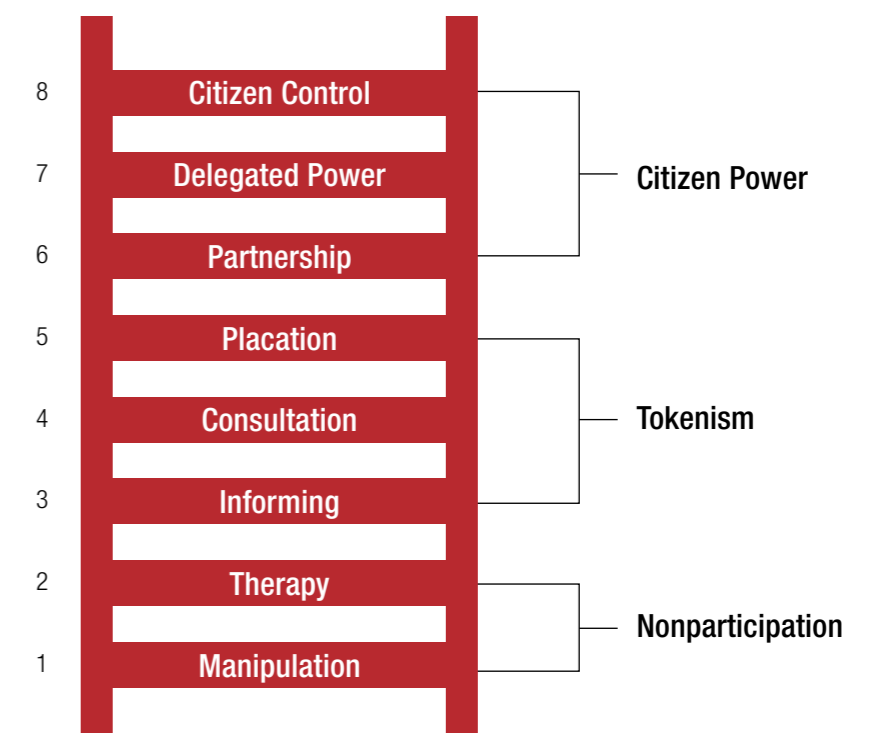 8 Citizen Control
7 Delegated Power
Citizen Power
6 Partnership
5 Placation
4 Consultation
Tokenism
3 Informing
2 Therapy
Nonparticipation
1 Manipulation